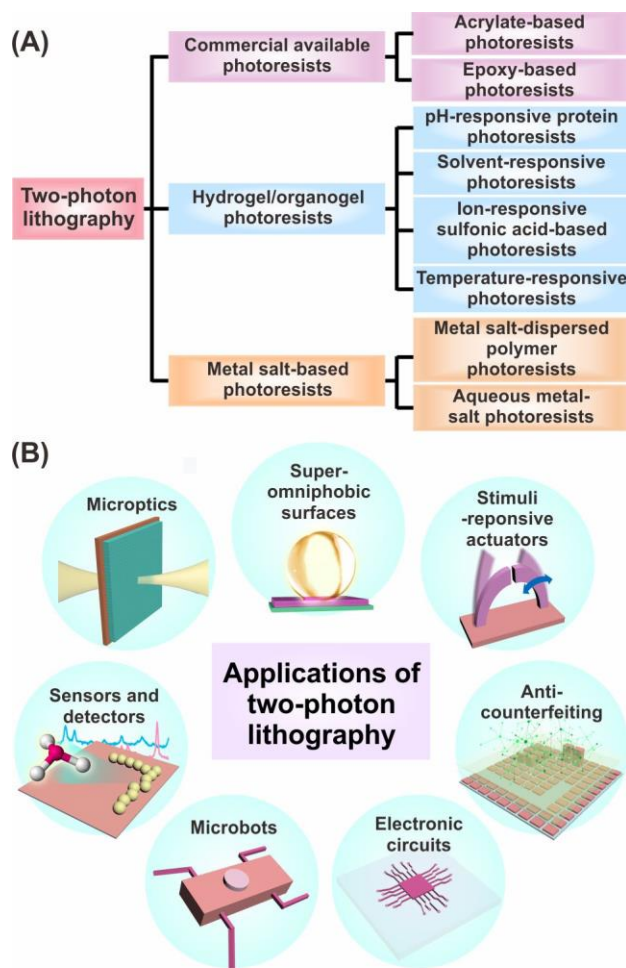 (A)
Commercial available
photoresists
Acrylate-based
photoresists
Epoxy-based
photoresists
Two-photon
lithography
Hydrogel/organogel
photoresists
pH-responsive protein
photoresists
Solvent-responsive
photoresists
Ion-responsive
sulfonic acid-based
photoresists
Temperature-responsive
photoresists
Metal salt-based
photoresists
Metal salt-dispersed
polymer
photoresists
Aqueous metal-
salt photoresists
(B)
Microptics
Super-
omniphobic
surfaces
Stimuli
-reponsive
actuators
Applications of
two-photon
lithography
Sensors and
detectors
Anti-
counterfeiting
Microbots
Electronic
circuits